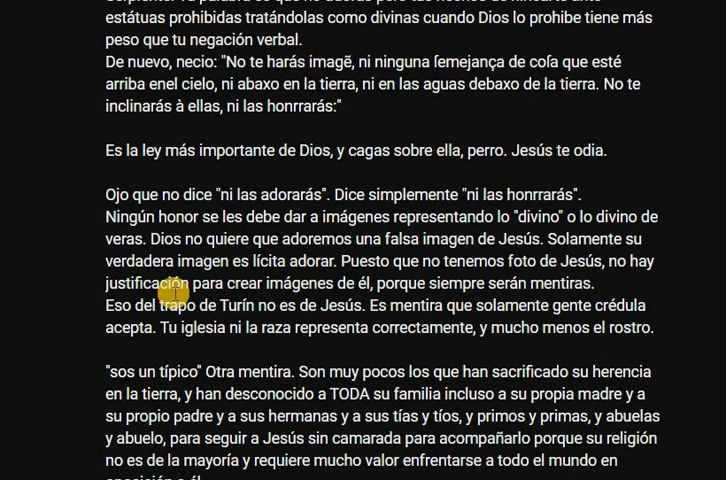 estátuas prohibidas tratándolas como divinas cuando Dios lo prohibe tiene más
peso que tu negación verbal.
De nuevo, necio: "No te harás imagẽ, ni ninguna ſemejança de coſa que esté
arriba enel cielo, ni abaxo en la tierra, ni en las aguas debaxo de la tierra. No te
inclinarás à ellas, ni las honrrarás:"
Es la ley más importante de Dios, y cagas sobre ella, perro. Jesús te odia.
Ojo que no dice "ni las adorarás". Dice simplemente "ni las honrrarás".
Ningún honor se les debe dar a imágenes representando lo "divino" o lo divino de
veras. Dios no quiere que adoremos una falsa imagen de Jesús. Solamente su
verdadera imagen es lícita adorar. Puesto que no tenemos foto de Jesús, no hay
justificación para crear imágenes de él, porque siempre serán mentiras.
Eso del trapo de Turín no es de Jesús. Es mentira que solamente gente crédula
acepta. Tu iglesia ni la raza representa correctamente, y mucho menos el rostro.
"sos un típico" Otra mentira. Son muy pocos los que han sacrificado su herencia
en la tierra, y han desconocido a TODA su familia incluso a su propia madre y a
su propio padre y a sus hermanas y a sus tías y tíos, y primos y primas, y abuelas
y abuelo, para seguir a Jesús sin camarada para acompañarlo porque su religión
no es de la mayoría y requiere mucho valor enfrentarse a todo el mundo en